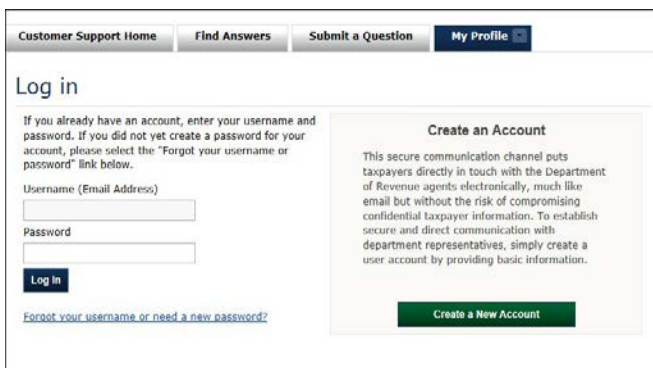 Customer Support Home Find Answers Submit a Question My Profile
Log in
If you already have an account, enter your username and
password. If you did not yet create a password for your
account, please select the "Forgot your username or
password" link below.
Username (Email Address)
Password
Log In
Forgot your username or need a new password?
Create an Account
This secure communication channel puts
taxpayers directly in touch with the Department
of Revenue agents electronically, much like
email but without the risk of compromising
confidential taxpayer information. To establish
secure and direct communication with
department representatives, simply create a
user account by providing basic information.
Create a New Account